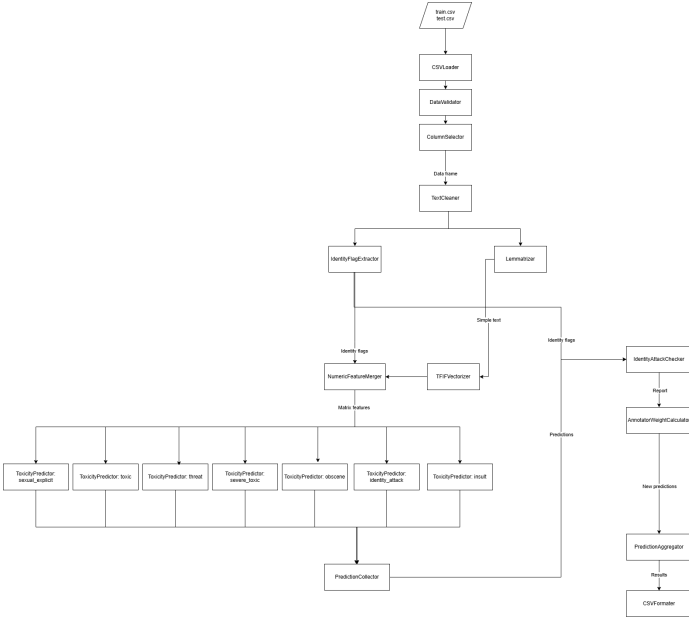 train csv
test csv
CSVLoader
DataValidator
ColumnSelector
Data frame
TextCleaner
IdentityFlagExtractor
Lemmatrizer
Simple text
Identity flags
Identity flags
IdentityAttackChecker
NumericFeatureMerger
TFIFVectorizer
Report
Matrix features
AnnotatorWeightCalculator
Predictions
ToxicityPredictor:
sexual_explicit
ToxicityPredictor: toxic
ToxicityPredictor: threat
ToxicityPredictor:
severe_toxic
ToxicityPredictor: obscene
ToxicityPredictor:
identity_attack
ToxicityPredictor: insult
New predictions
PredictionAggregator
Results
PredictionCollector
CSVFormater